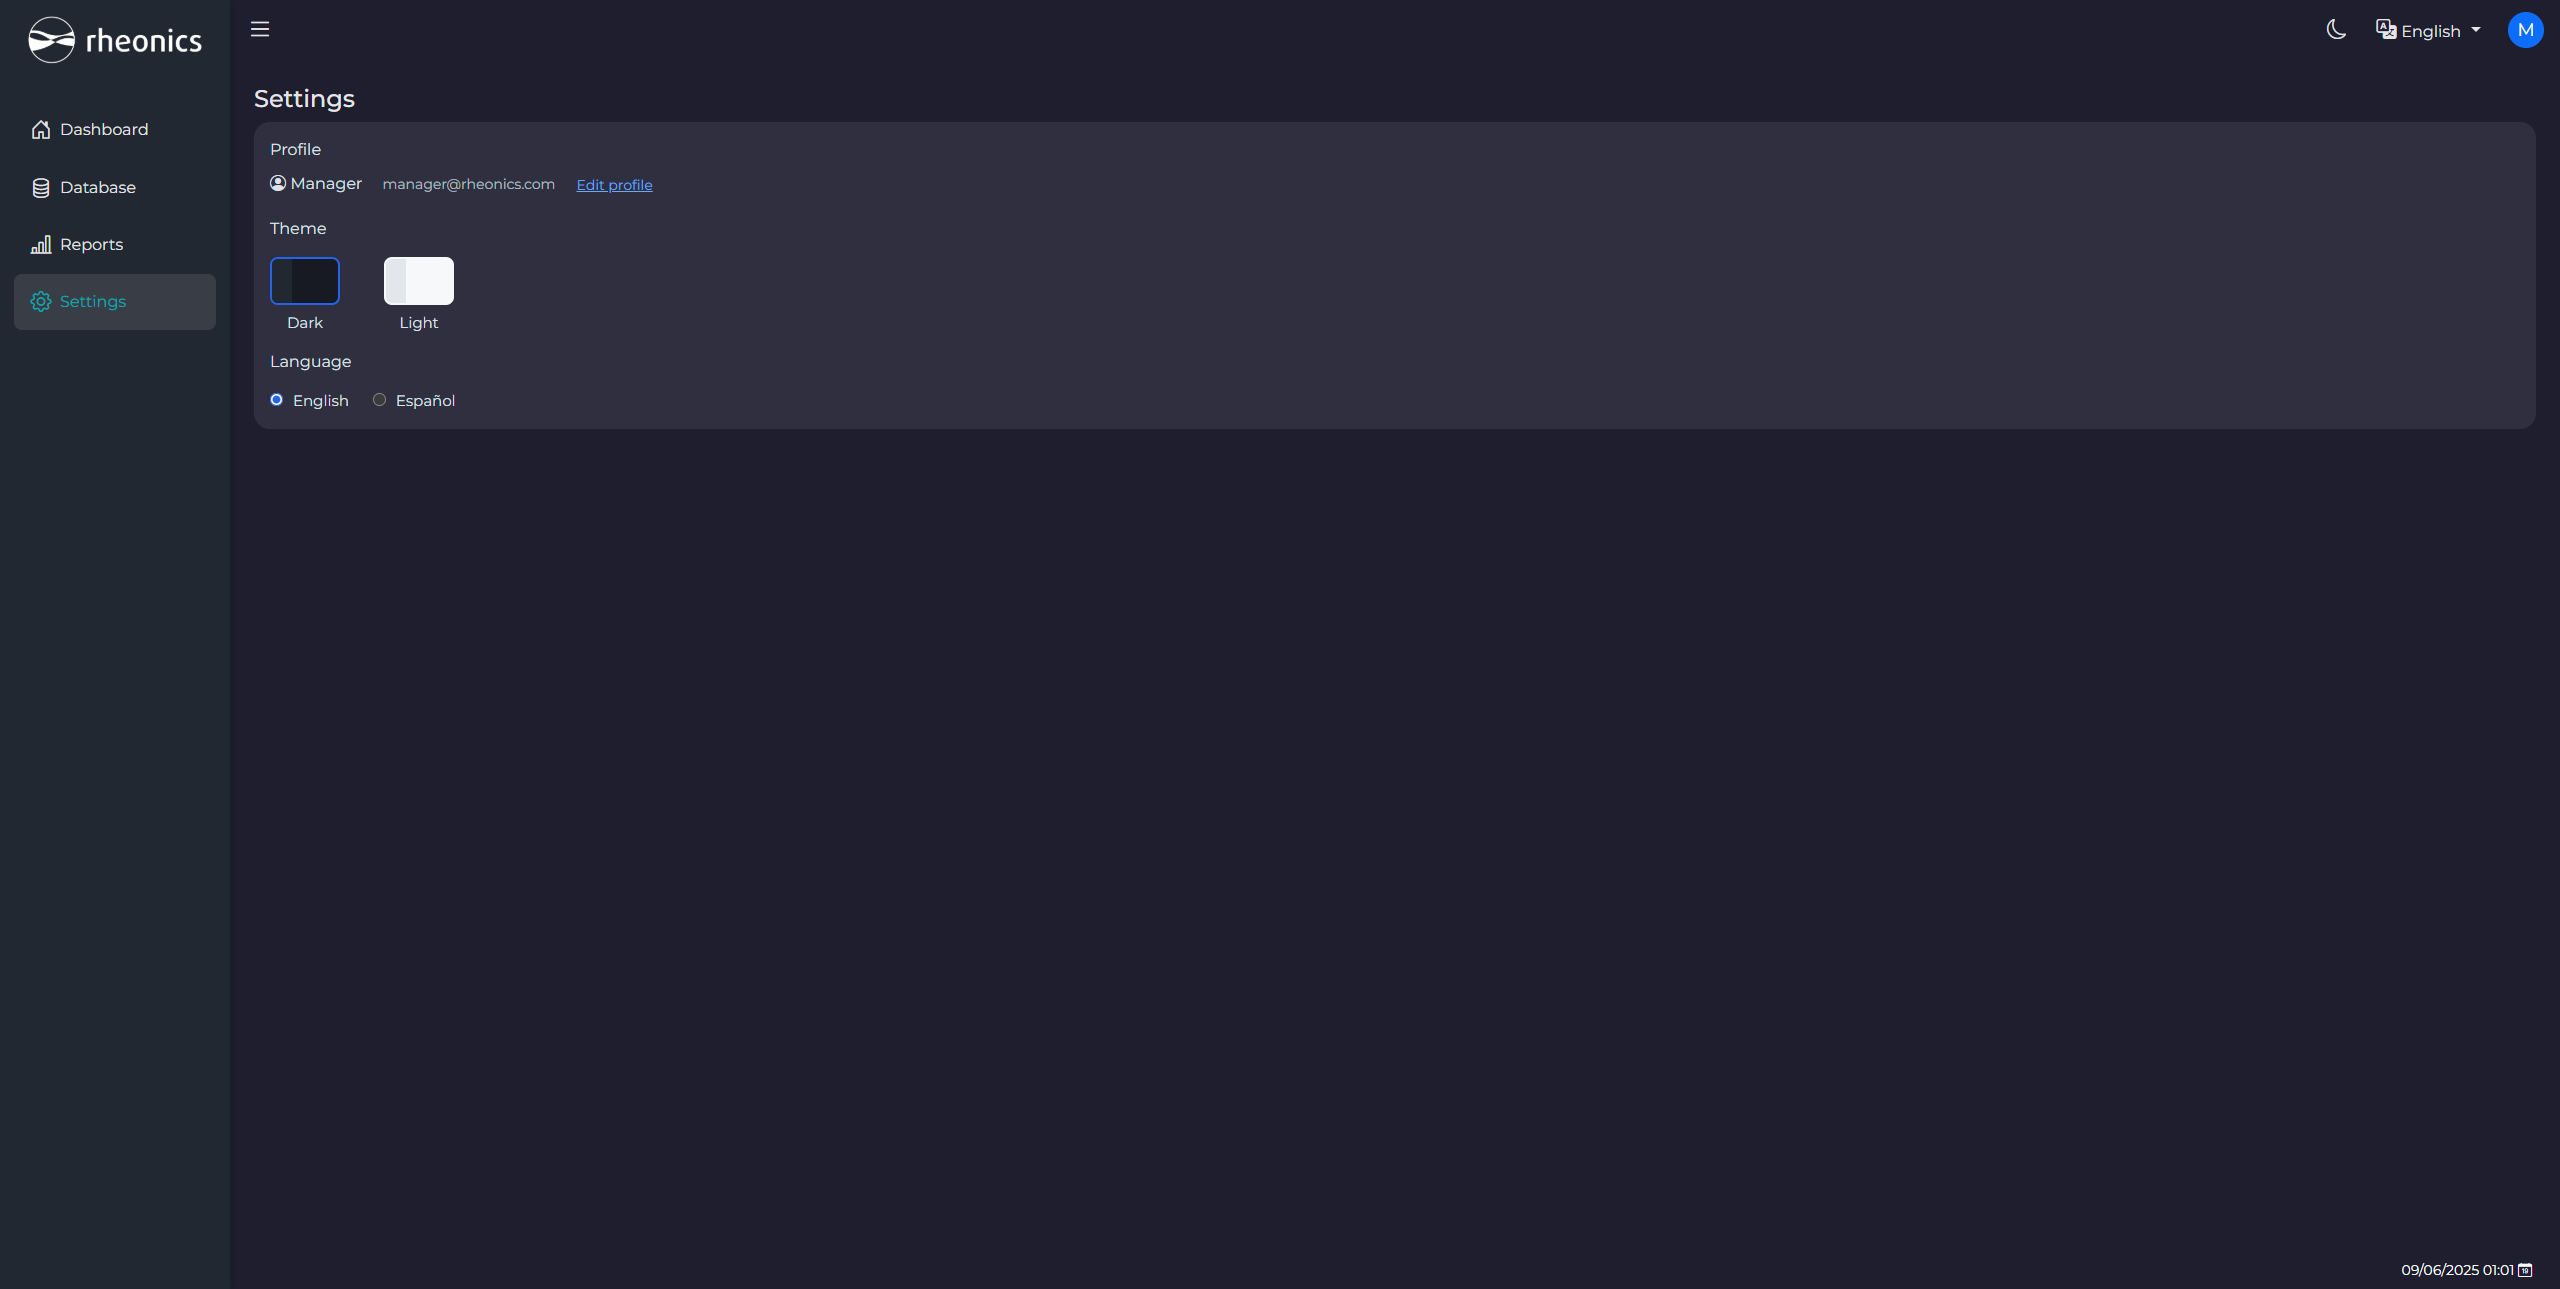 rheonics
English
M
Dashboard
Database
Reports
Settings
Settings
Profile
Manager manager@rheonics.com Edit profile
Theme
Dark Light
Language
English Español
09/06/2025 01:01